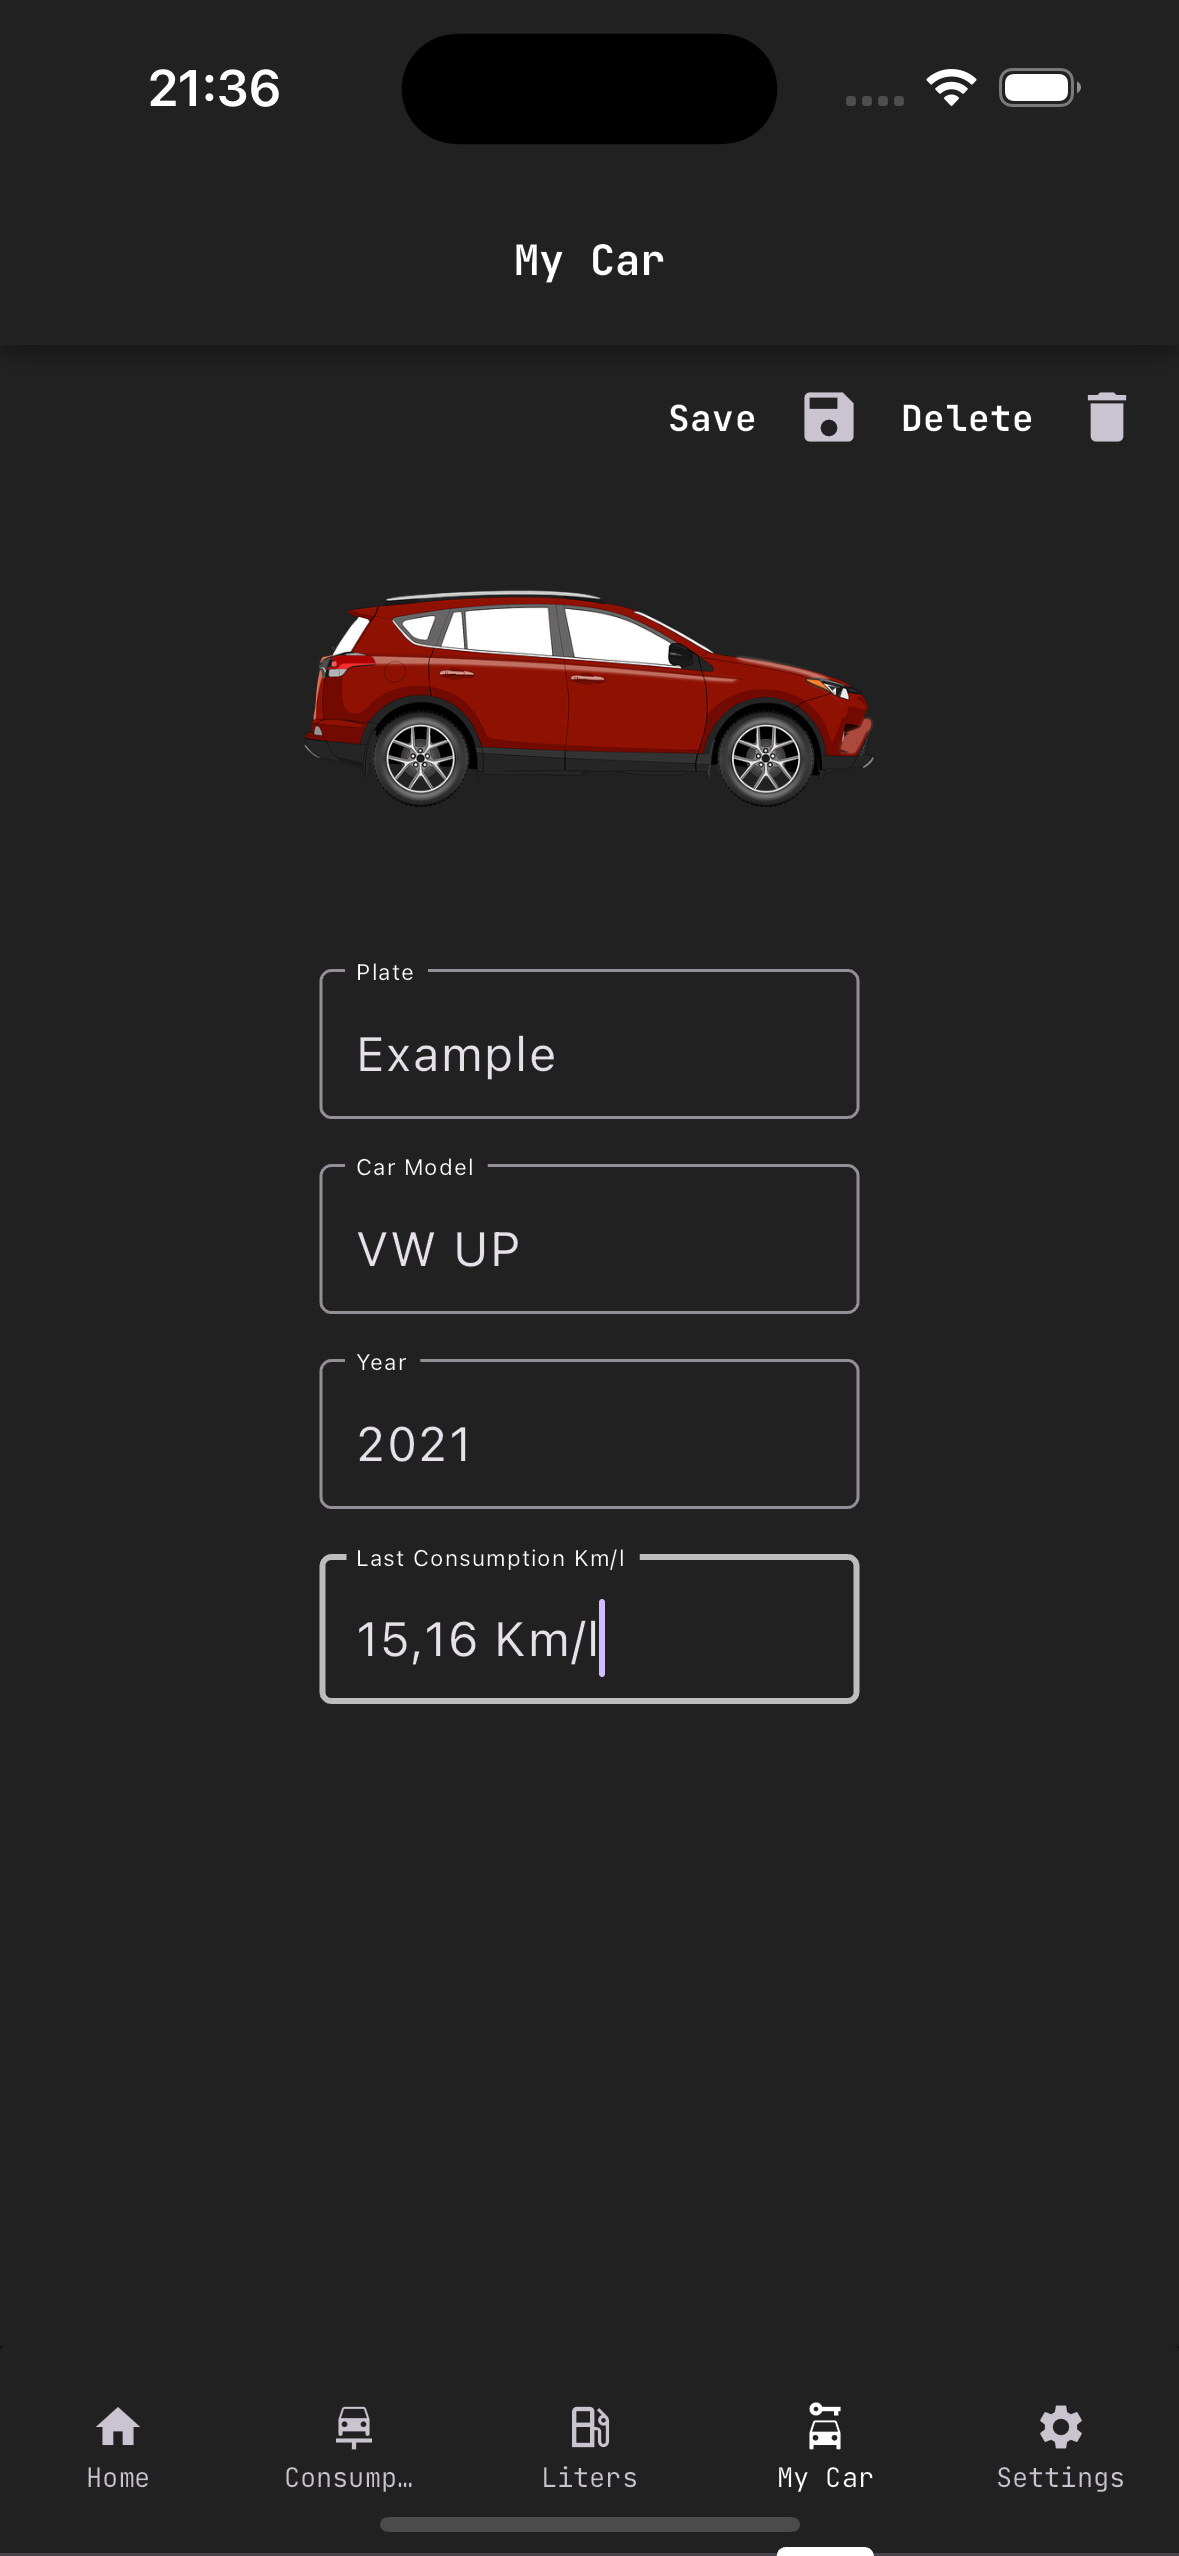 21:36
My Car
Save Delete
Plate
Example
Car Model
VW UP
Year
2021
Last Consumption Km/l
15,16 Km/l
Home Consump… Liters My Car Settings